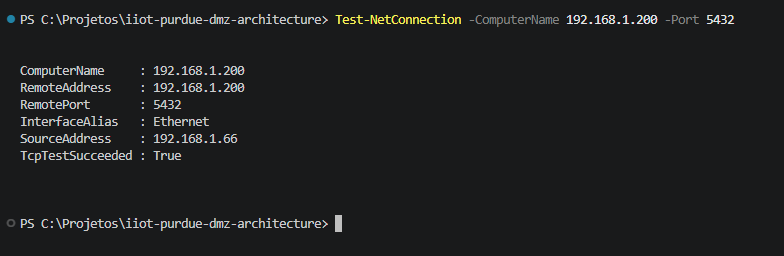 PS C:\Projetos\iiot-purdue-dmz-architecture> Test-NetConnection -ComputerName 192.168.1.200 -Port 5432
ComputerName     : 192.168.1.200
RemoteAddress    : 192.168.1.200
RemotePort       : 5432
InterfaceAlias   : Ethernet
SourceAddress    : 192.168.1.66
TcpTestSucceeded : True
PS C:\Projetos\iiot-purdue-dmz-architecture>